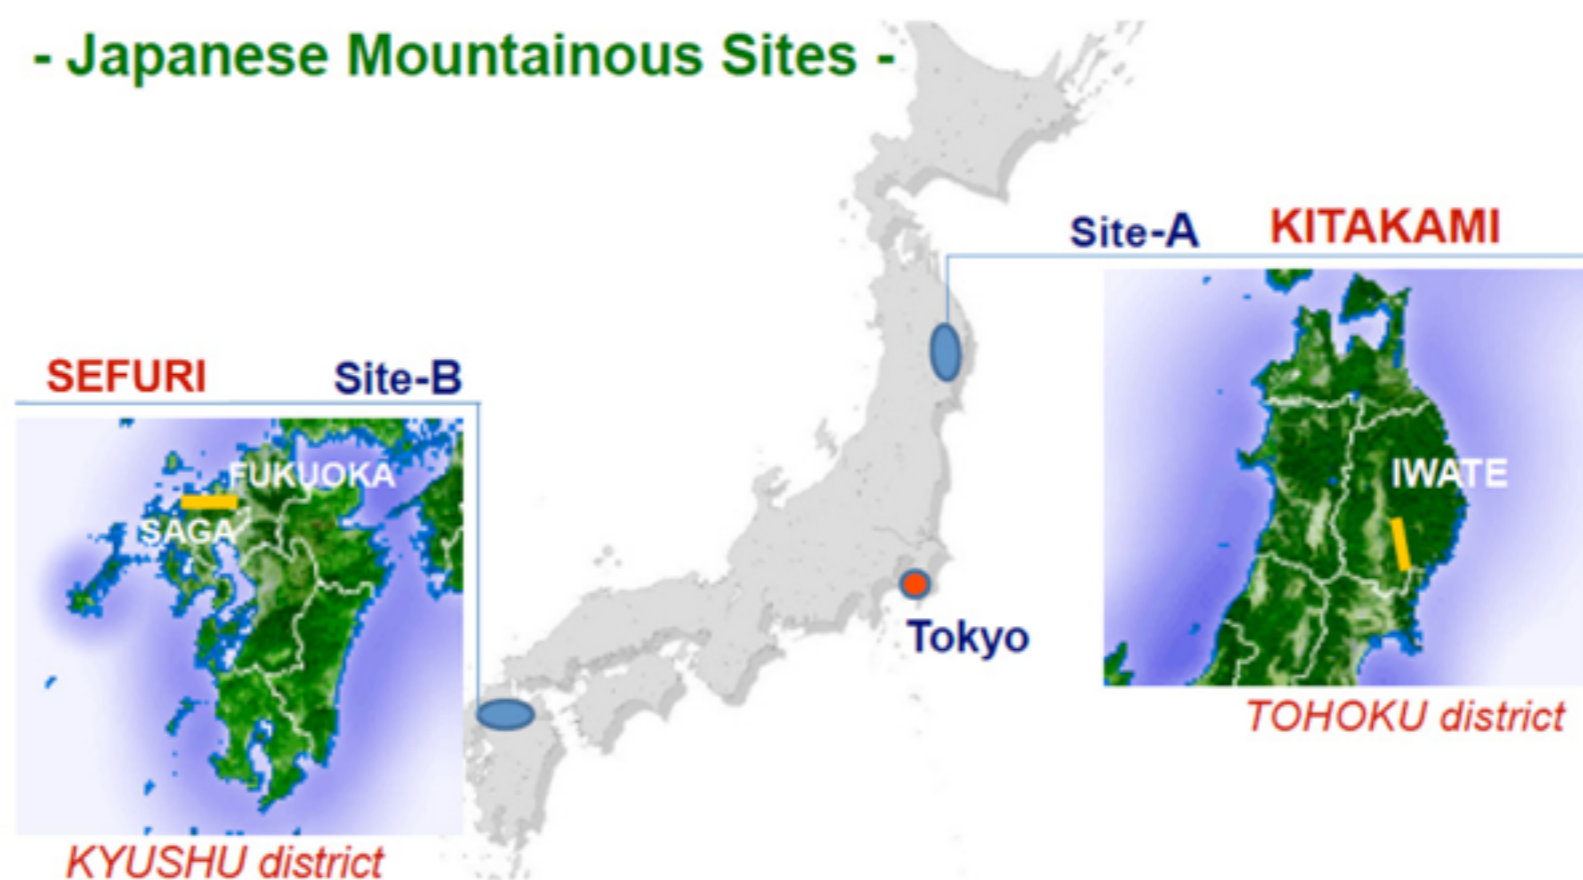 - Japanese Mountainous Sites -
Site-A KITAKAMI
SEFURI Site-B
FUKUOKA
SAGA
IWATE
Tokyo
TOHOKU district
KYUSHU district